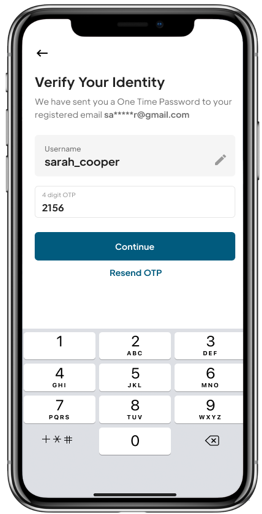 Verify Your Identity
We have sent you a One Time Password to your
registered email sa*****r@gmail.com
Username
sarah_cooper
4 digit OTP
2156
Continue
Resend OTP
1 2 3
ABC DEF
4 5 6
GHI JKL MNO
7 8 9
PQRS TUV WXYZ
+*# 0